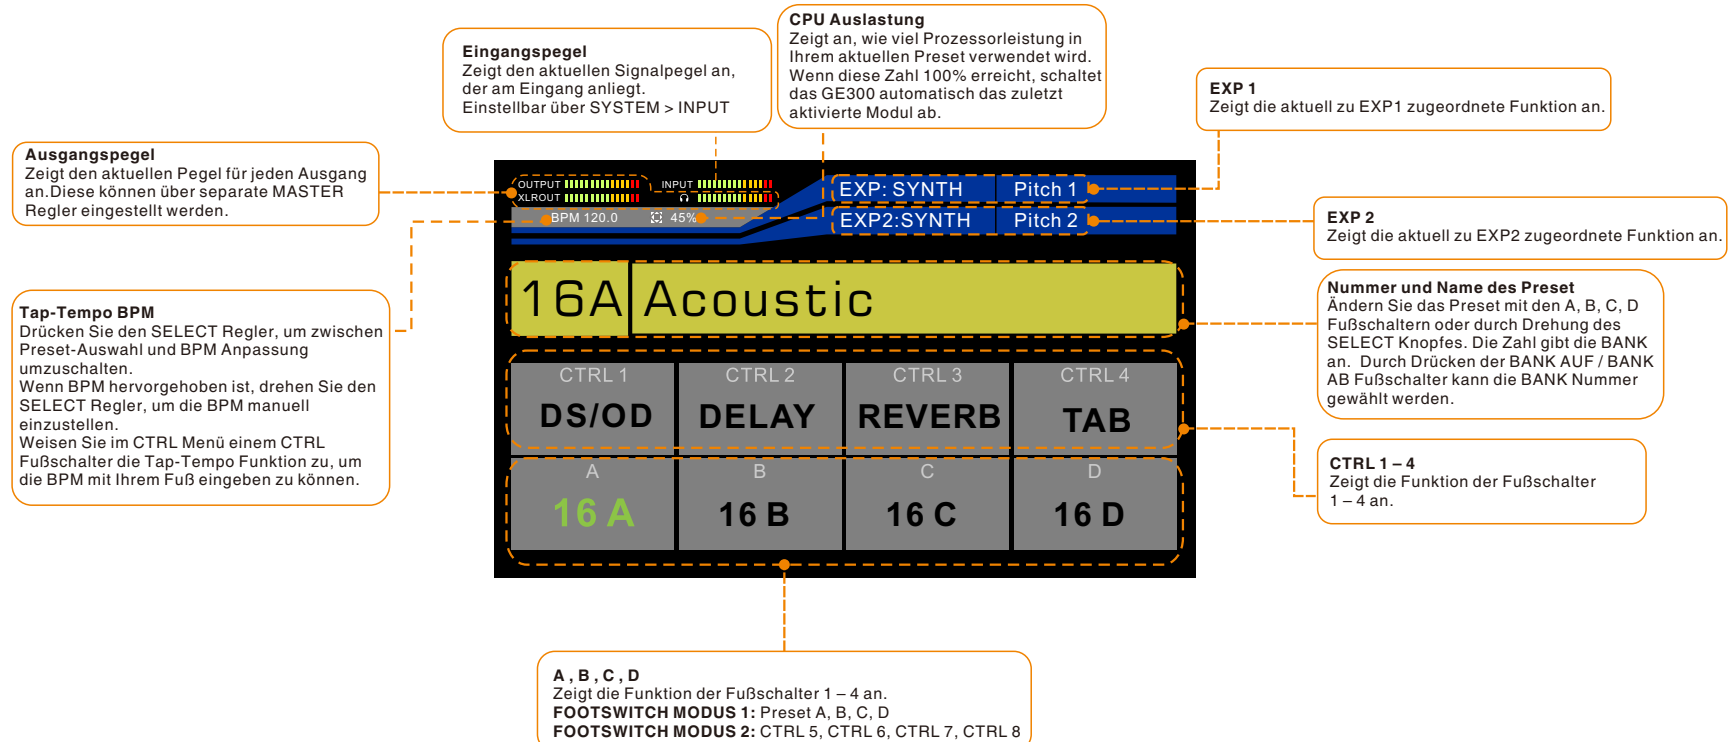 CPU Auslastung
Zeigt an, wie viel Prozessorleistung in
Ihrem aktuellen Preset verwendet wird.
Wenn diese Zahl 100% erreicht, schaltet
das GE300 automatisch das zuletzt
aktivierte Modul ab.
Eingangspegel
Zeigt den aktuellen Signalpegel an,
der am Eingang anliegt.
Einstellbar über SYSTEM > INPUT
EXP 1
Zeigt die aktuell zu EXP1 zugeordnete Funktion an.
Ausgangspegel
Zeigt den aktuellen Pegel für jeden Ausgang
an.Diese können über separate MASTER
Regler eingestellt werden.
EXP 2
Zeigt die aktuell zu EXP2 zugeordnete Funktion an.
OUTPUT
INPUT
XLROUT
BPM 120.0
45%
EXP: SYNTH Pitch 1
EXP2:SYNTH Pitch 2
16A Acoustic
CTRL 1 CTRL 2 CTRL 3 CTRL 4
DS/OD DELAY REVERB TAB
A B C D
16 A 16 B 16 C 16 D
Tap-Tempo BPM
Drücken Sie den SELECT Regler, um zwischen
Preset-Auswahl und BPM Anpassung
umzuschalten.
Wenn BPM hervorgehoben ist, drehen Sie den
SELECT Regler, um die BPM manuell
einzustellen.
Weisen Sie im CTRL Menü einem CTRL
Fußschalter die Tap-Tempo Funktion zu, um
die BPM mit Ihrem Fuß eingeben zu können.
Nummer und Name des Preset
Ändern Sie das Preset mit den A, B, C, D
Fußschaltern oder durch Drehung des
SELECT Knopfes. Die Zahl gibt die BANK
an. Durch Drücken der BANK AUF / BANK
AB Fußschalter kann die BANK Nummer
gewählt werden.
CTRL 1 – 4
Zeigt die Funktion der Fußschalter
1 – 4 an.
A , B , C , D
Zeigt die Funktion der Fußschalter 1 – 4 an.
FOOTSWITCH MODUS 1: Preset A, B, C, D
FOOTSWITCH MODUS 2: CTRL 5, CTRL 6, CTRL 7, CTRL 8